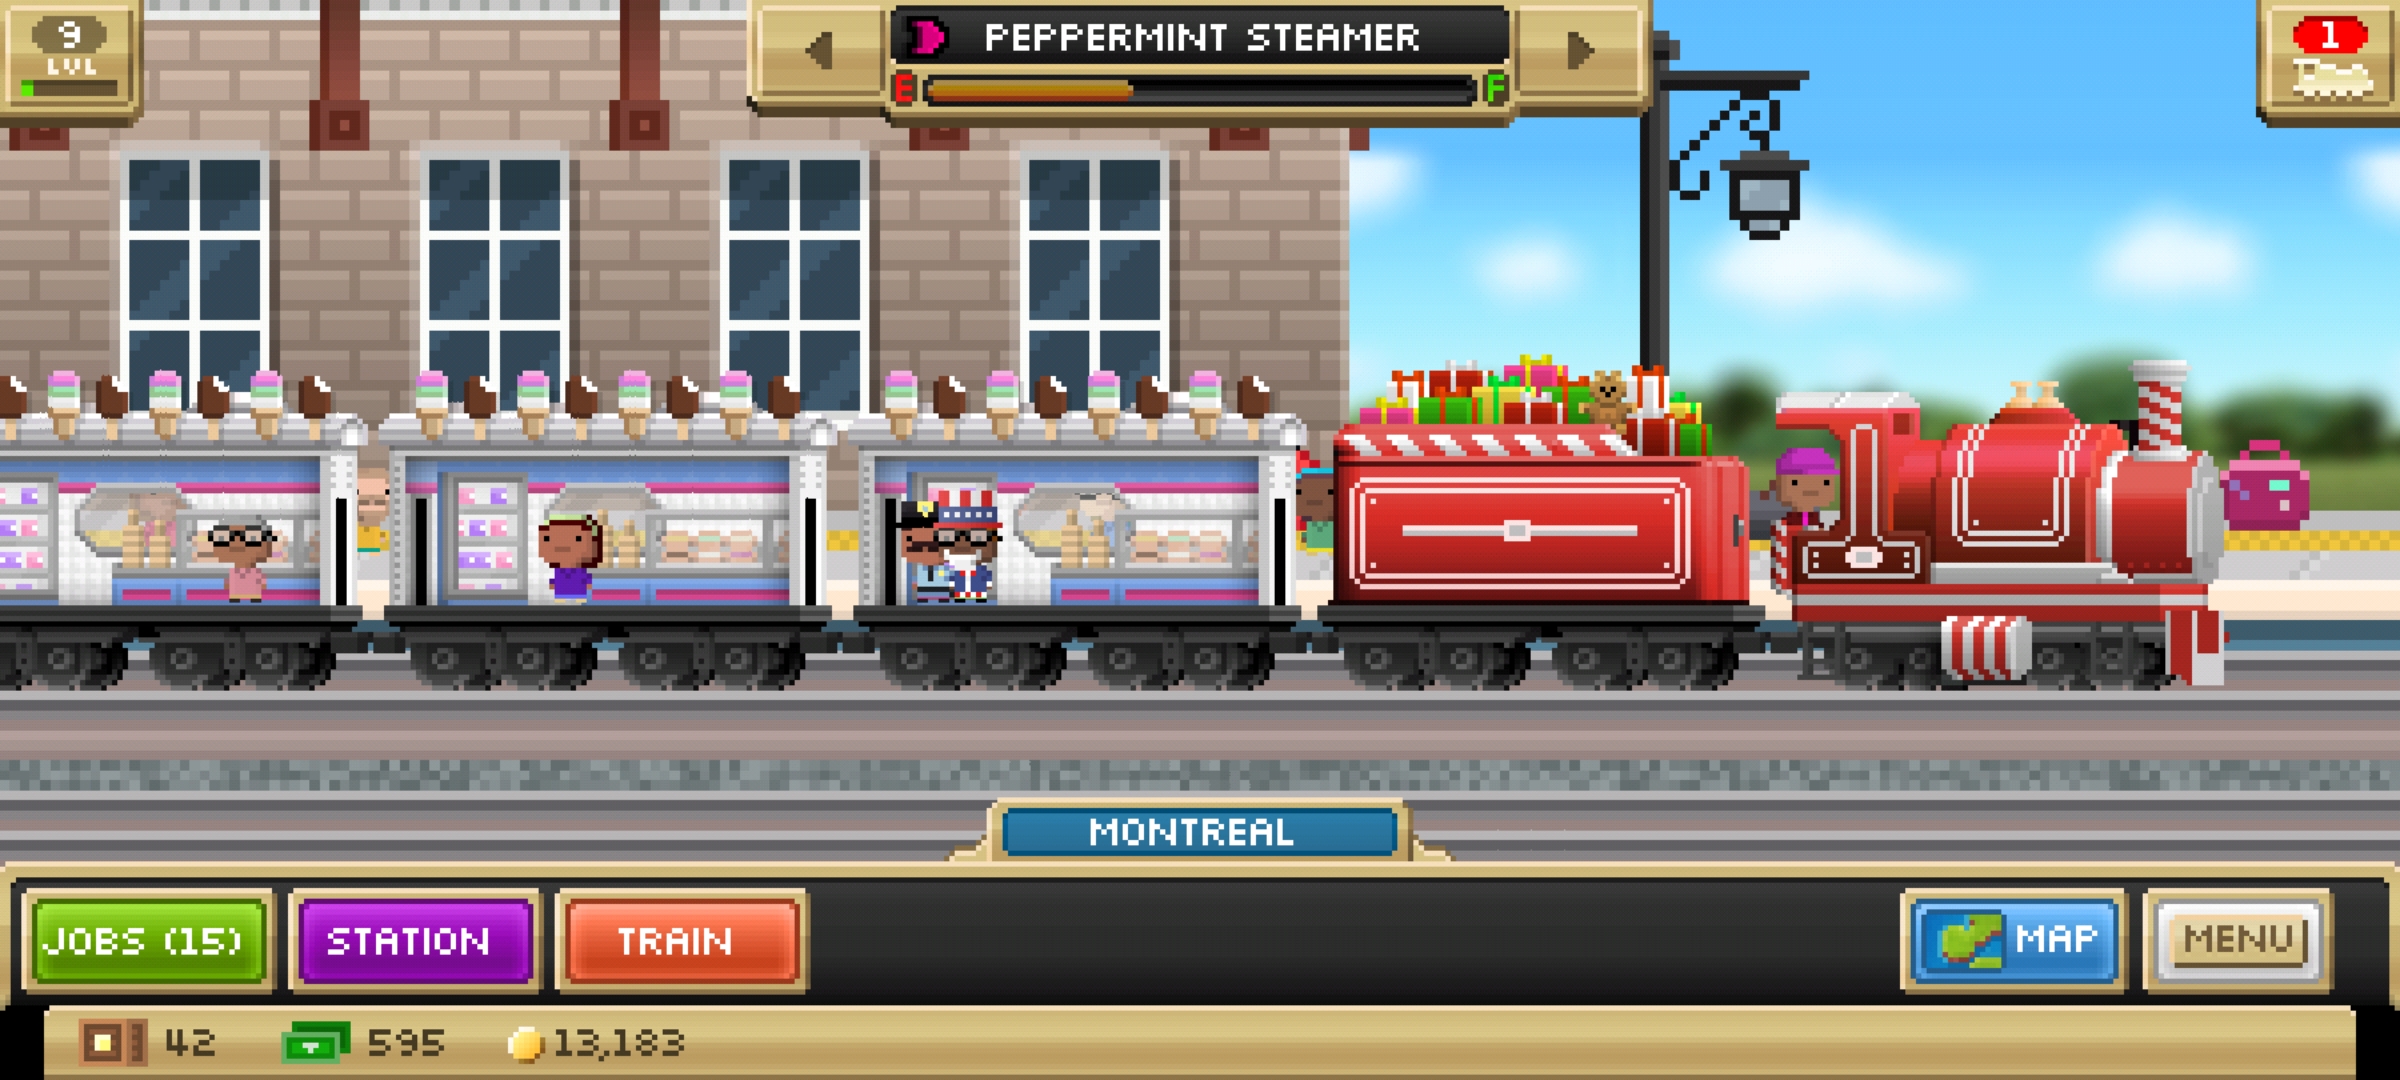 9
LVL
PEPPERMINT STEAMER
E F
1
MONTREAL
JOBS (15)
STATION
TRAIN
MAP
MENU
42
595
13,183